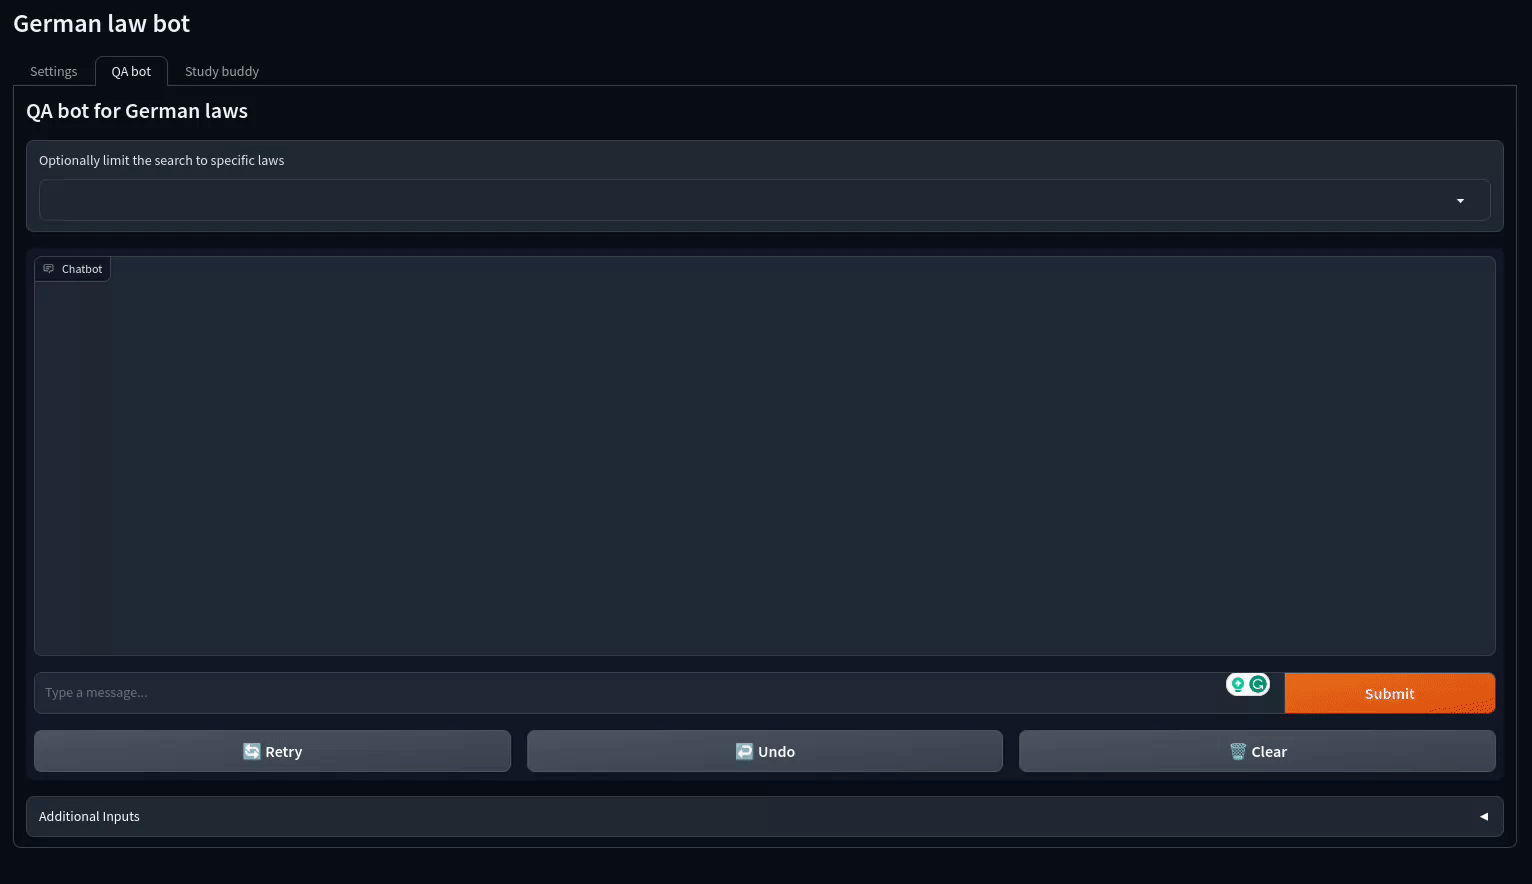 German law bot
Settings QA bot Study buddy
QA bot for German laws
Optionally limit the search to specific laws
Chatbot
Type a message...
Submit
Retry Undo Clear
Additional Inputs